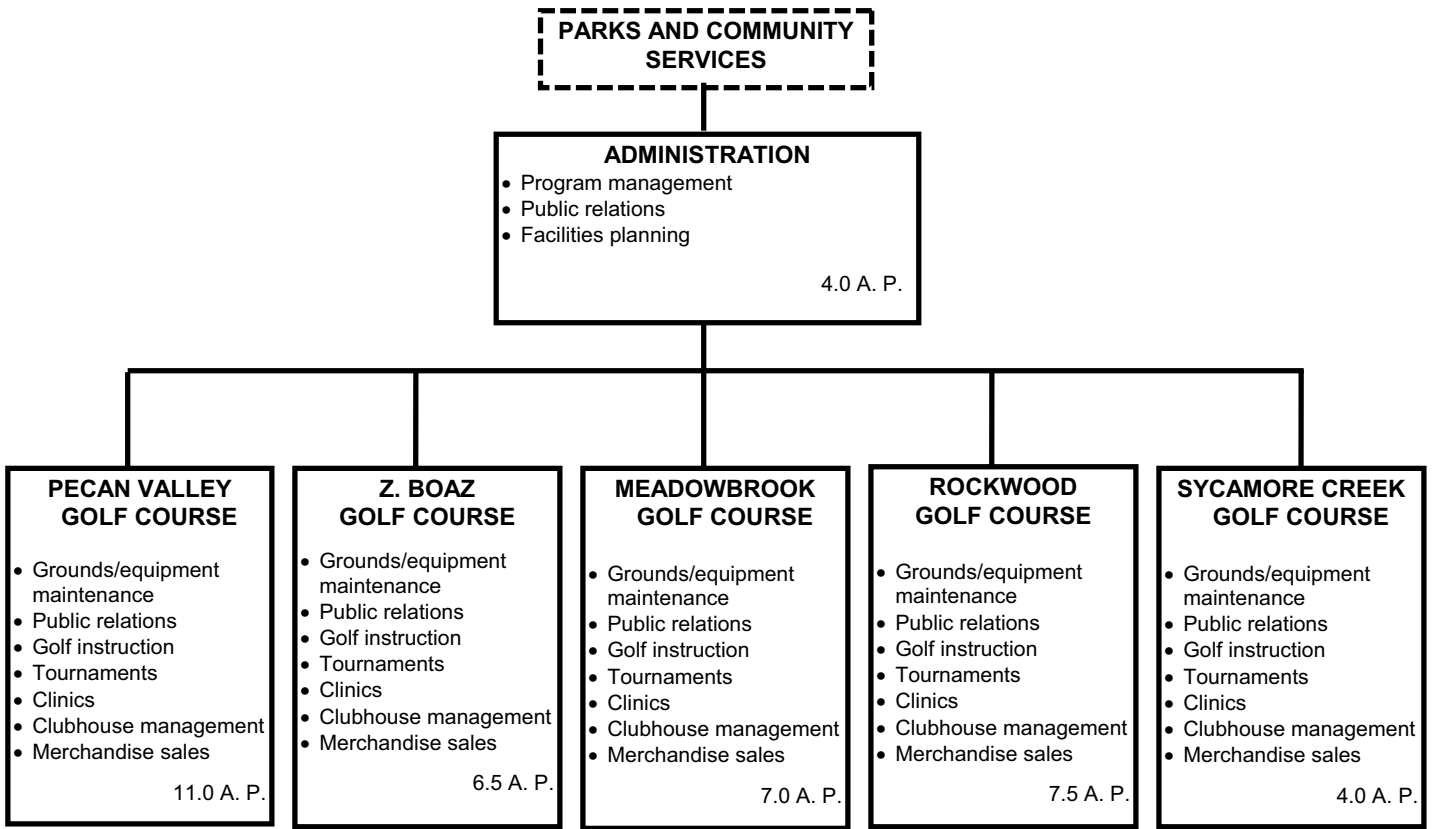 PARKS AND COMMUNITY
SERVICES
ADMINISTRATION
• Program management
• Public relations
• Facilities planning
4.0 A. P.
PECAN VALLEY
GOLF COURSE
• Grounds/equipment
maintenance
• Public relations
• Golf instruction
• Tournaments
• Clinics
• Clubhouse management
• Merchandise sales
11.0 A. P.
Z. BOAZ
GOLF COURSE
• Grounds/equipment
maintenance
• Public relations
• Golf instruction
• Tournaments
• Clinics
• Clubhouse management
• Merchandise sales
6.5 A. P.
MEADOWBROOK
GOLF COURSE
• Grounds/equipment
maintenance
• Public relations
• Golf instruction
• Tournaments
• Clinics
• Clubhouse management
• Merchandise sales
7.0 A. P.
ROCKWOOD
GOLF COURSE
• Grounds/equipment
maintenance
• Public relations
• Golf instruction
• Tournaments
• Clinics
• Clubhouse management
• Merchandise sales
7.5 A. P.
SYCAMORE CREEK
GOLF COURSE
• Grounds/equipment
maintenance
• Public relations
• Golf instruction
• Tournaments
• Clinics
• Clubhouse management
• Merchandise sales
4.0 A. P.